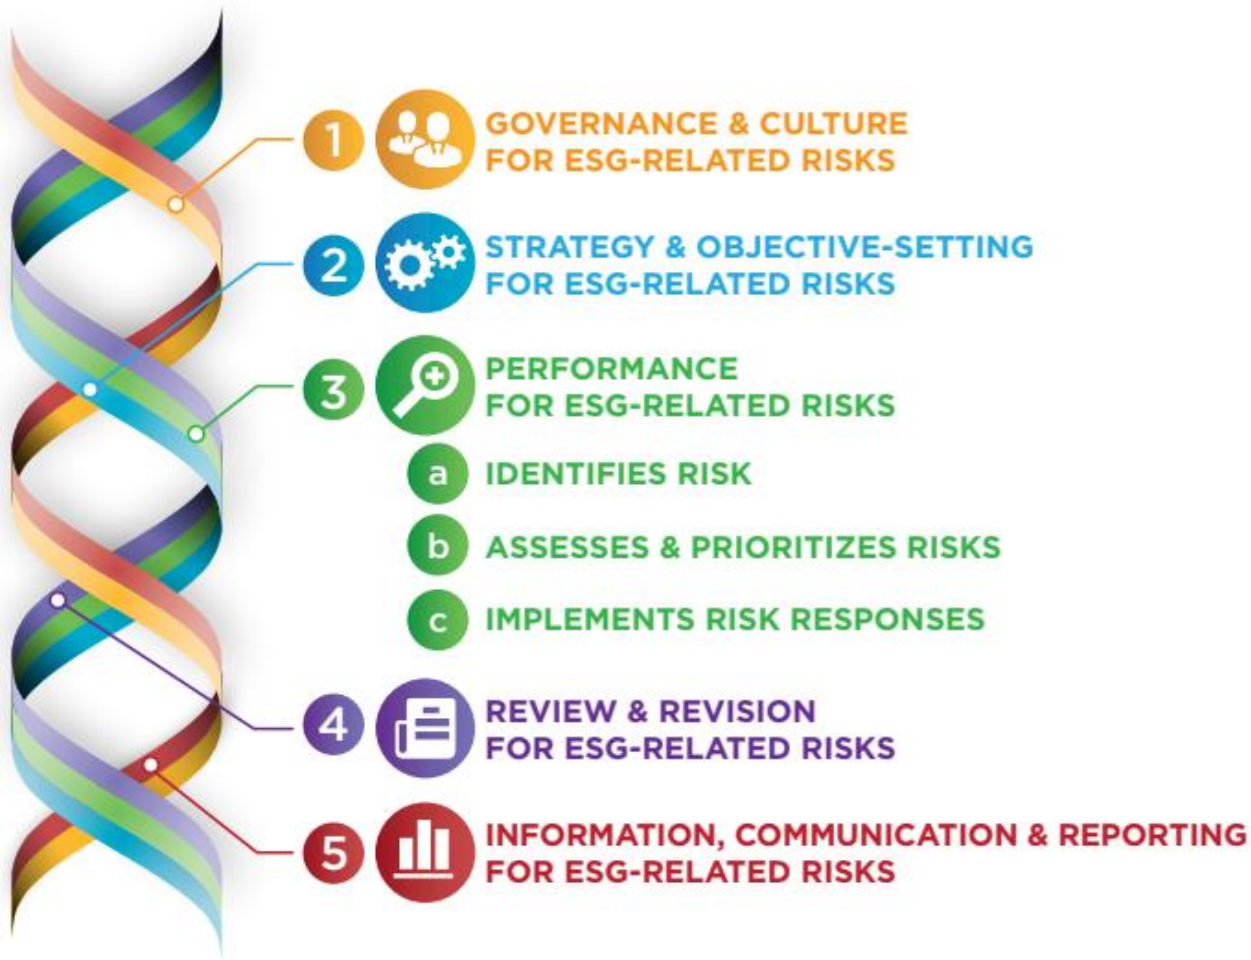 1
GOVERNANCE & CULTURE
FOR ESG-RELATED RISKS
2
STRATEGY & OBJECTIVE-SETTING
FOR ESG-RELATED RISKS
3
PERFORMANCE
FOR ESG-RELATED RISKS
a IDENTIFIES RISK
b ASSESSES & PRIORITIZES RISKS
c IMPLEMENTS RISK RESPONSES
4
REVIEW & REVISION
FOR ESG-RELATED RISKS
5
INFORMATION, COMMUNICATION & REPORTING
FOR ESG-RELATED RISKS